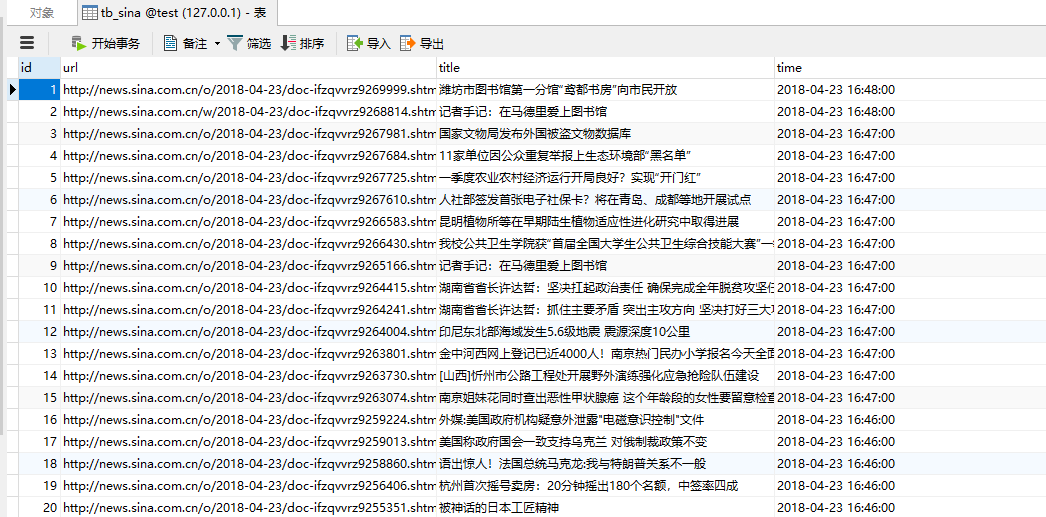 对象 tb_sina @test (127.0.0.1) - 表
开始事务 备注 筛选 排序 导入 导出
id url title time
1 http://news.sina.com.cn/o/2018-04-23/doc-ifzqvvrz9269999.shtm 潍坊市图书馆第一分馆“鸢都书房”向市民开放 2018-04-23 16:48:00
2 http://news.sina.com.cn/w/2018-04-23/doc-ifzqvvrz9268814.shtm 记者手记：在马德里爱上图书馆 2018-04-23 16:48:00
3 http://news.sina.com.cn/o/2018-04-23/doc-ifzqvvrz9267981.shtm 国家文物局发布外国被盗文物数据库 2018-04-23 16:47:00
4 http://news.sina.com.cn/o/2018-04-23/doc-ifzqvvrz9267684.shtm 11家单位因公众重复举报上生态环境部“黑名单” 2018-04-23 16:47:00
5 http://news.sina.com.cn/o/2018-04-23/doc-ifzqvvrz9267725.shtm 一季度农业农村经济运行开局良好？实现“开门红” 2018-04-23 16:47:00
6 http://news.sina.com.cn/o/2018-04-23/doc-ifzqvvrz9267610.shtm 人社部签发首张电子社保卡？将在青岛、成都等地开展试点 2018-04-23 16:47:00
7 http://news.sina.com.cn/o/2018-04-23/doc-ifzqvvrz9266583.shtm 昆明植物所等在早期陆生植物适应性进化研究中取得进展 2018-04-23 16:47:00
8 http://news.sina.com.cn/o/2018-04-23/doc-ifzqvvrz9266430.shtm 我校公共卫生学院获“首届全国大学生公共卫生综合技能大赛”一 2018-04-23 16:47:00
9 http://news.sina.com.cn/o/2018-04-23/doc-ifzqvvrz9265166.shtm 记者手记：在马德里爱上图书馆 2018-04-23 16:47:00
10 http://news.sina.com.cn/o/2018-04-23/doc-ifzqvvrz9264415.shtm 湖南省省长许达哲：坚决扛起政治责任 确保完成全年脱贫攻坚任 2018-04-23 16:47:00
11 http://news.sina.com.cn/o/2018-04-23/doc-ifzqvvrz9264241.shtm 湖南省省长许达哲：抓住主要矛盾 突出主攻方向 坚决打好三大 2018-04-23 16:47:00
12 http://news.sina.com.cn/o/2018-04-23/doc-ifzqvvrz9264004.shtm 印尼东北部海域发生5.6级地震 震源深度10公里 2018-04-23 16:47:00
13 http://news.sina.com.cn/o/2018-04-23/doc-ifzqvvrz9263801.shtm 金中河西网上登记已近4000人！南京热门民办小学报名今天全面 2018-04-23 16:47:00
14 http://news.sina.com.cn/o/2018-04-23/doc-ifzqvvrz9263730.shtm [山西]忻州市公路工程处开展野外演练强化应急抢险队伍建设 2018-04-23 16:47:00
15 http://news.sina.com.cn/o/2018-04-23/doc-ifzqvvrz9263074.shtm 南京姐妹花同时查出恶性甲状腺癌 这个年龄段的女性要留意检查 2018-04-23 16:47:00
16 http://news.sina.com.cn/o/2018-04-23/doc-ifzqvvrz9259224.shtm 外媒:美国政府机构疑意外泄露"电磁意识控制"文件 2018-04-23 16:46:00
17 http://news.sina.com.cn/o/2018-04-23/doc-ifzqvvrz9259013.shtm 美国称政府国会一致支持乌克兰 对俄制裁政策不变 2018-04-23 16:46:00
18 http://news.sina.com.cn/o/2018-04-23/doc-ifzqvvrz9258860.shtm 语出惊人！法国总统马克龙:我与特朗普关系不一般 2018-04-23 16:46:00
19 http://news.sina.com.cn/o/2018-04-23/doc-ifzqvvrz9256406.shtm 杭州首次摇号卖房：20分钟摇出180个名额，中签率四成 2018-04-23 16:46:00
20 http://news.sina.com.cn/o/2018-04-23/doc-ifzqvvrz9255351.shtm 被神话的日本工匠精神 2018-04-23 16:46:00